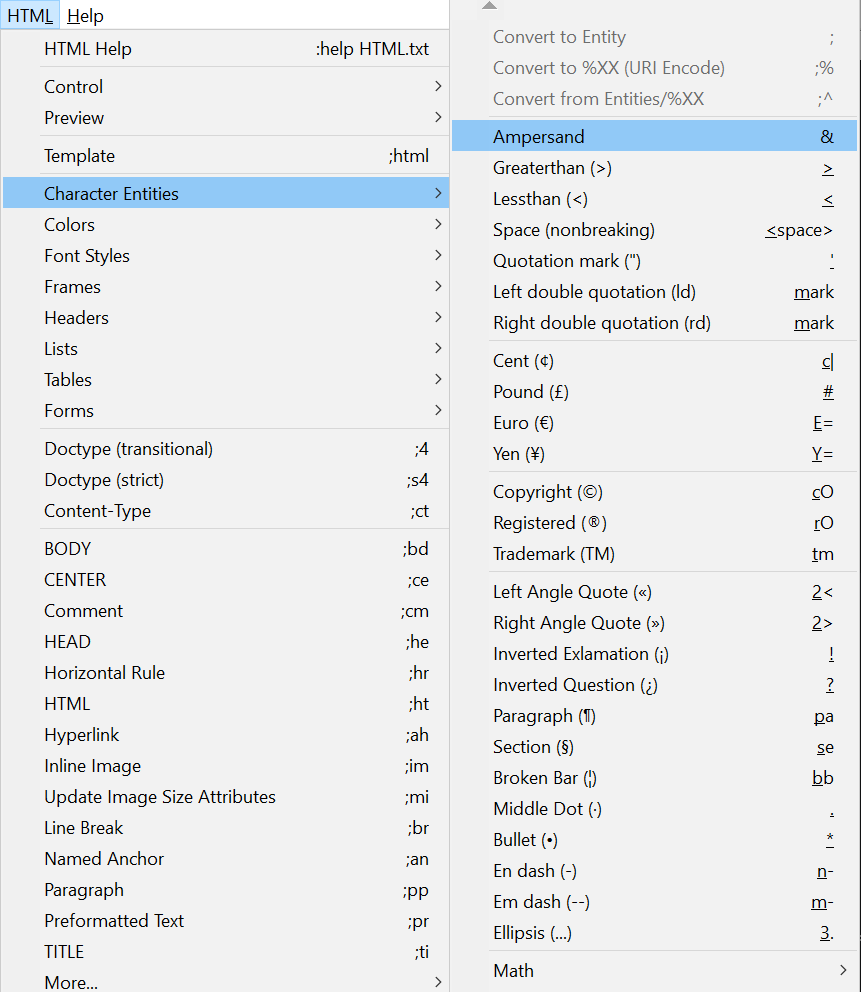 HTML Help
HTML Help :help HTML.txt
Control
Preview
Template ;html
Character Entities
Colors
Font Styles
Frames
Headers
Lists
Tables
Forms
Doctype (transitional) ;4
Doctype (strict) ;s4
Content-Type ;ct
BODY ;bd
CENTER ;ce
Comment ;cm
HEAD ;he
Horizontal Rule ;hr
HTML ;ht
Hyperlink ;ah
Inline Image ;im
Update Image Size Attributes ;mi
Line Break ;br
Named Anchor ;an
Paragraph ;pp
Preformatted Text ;pr
TITLE ;ti
More...
Convert to Entity ;
Convert to %XX (URI Encode) ;%
Convert from Entities/%XX ;^
Ampersand &
Greaterthan (>) >
Lessthan (<) <
Space (nonbreaking) <space>
Quotation mark (") '
Left double quotation (ld) mark
Right double quotation (rd) mark
Cent (¢) c|
Pound (£) #
Euro (€) E=
Yen (¥) Y=
Copyright (©) cO
Registered (®) rO
Trademark (TM) tm
Left Angle Quote («) 2<
Right Angle Quote (») 2>
Inverted Exlamation (¡) !
Inverted Question (¿) ?
Paragraph (¶) pa
Section (§) se
Broken Bar (¦) bb
Middle Dot (·) .
Bullet (•) *
En dash (-) n-
Em dash (--) m-
Ellipsis (...) 3.
Math